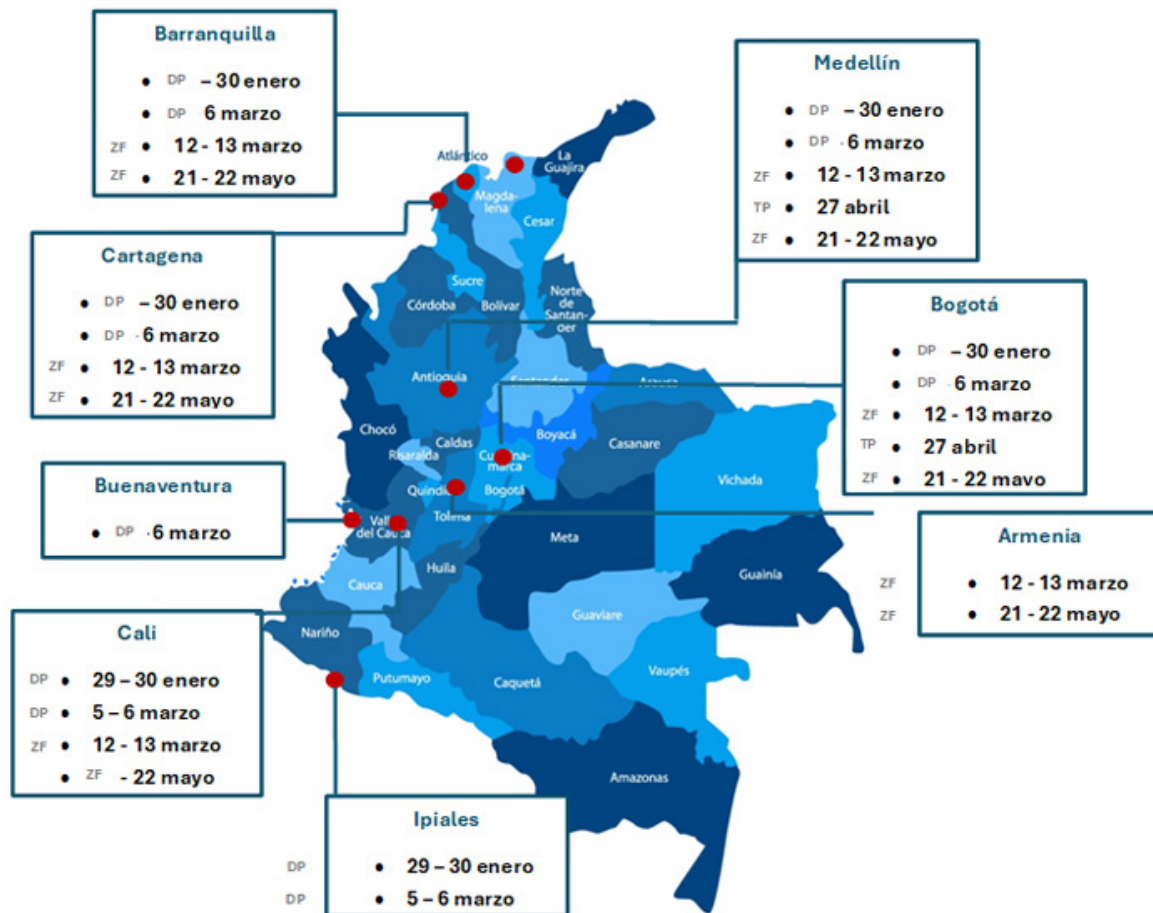 Barranquilla
• DP – 30 enero
• DP 6 marzo
ZF • 12 - 13 marzo
ZF • 21 - 22 mayo
Medellín
• DP – 30 enero
• DP - 6 marzo
ZF • 12 - 13 marzo
TP • 27 abril
ZF • 21 - 22 mayo
Cartagena
• DP – 30 enero
• DP - 6 marzo
ZF • 12 - 13 marzo
ZF • 21 - 22 mayo
Bogotá
• DP – 30 enero
• DP - 6 marzo
ZF • 12 - 13 marzo
TP • 27 abril
ZF • 21 - 22 mayo
Buenaventura
• DP - 6 marzo
Armenia
ZF • 12 - 13 marzo
ZF • 21 - 22 mayo
Cali
DP • 29 – 30 enero
DP • 5 – 6 marzo
ZF • 12 - 13 marzo
• ZF - 22 mayo
Ipiales
DP • 29 – 30 enero
DP • 5 – 6 marzo
Atlántico
La Guajira
Magda-
lena
Cesar
Sucre
Córdoba
Bolívar
Norte
de
Santan-
der
Antioquia
Santander
Arauca
Chocó
Boyacá
Caldas
Risaralda
Casanare
Cundina-
marca
Vichada
Quindío
Bogotá
Tolima
Valle
del Cauca
Meta
Huila
Guainía
Cauca
Guaviare
Nariño
Vaupés
Putumayo
Caquetá
Amazonas